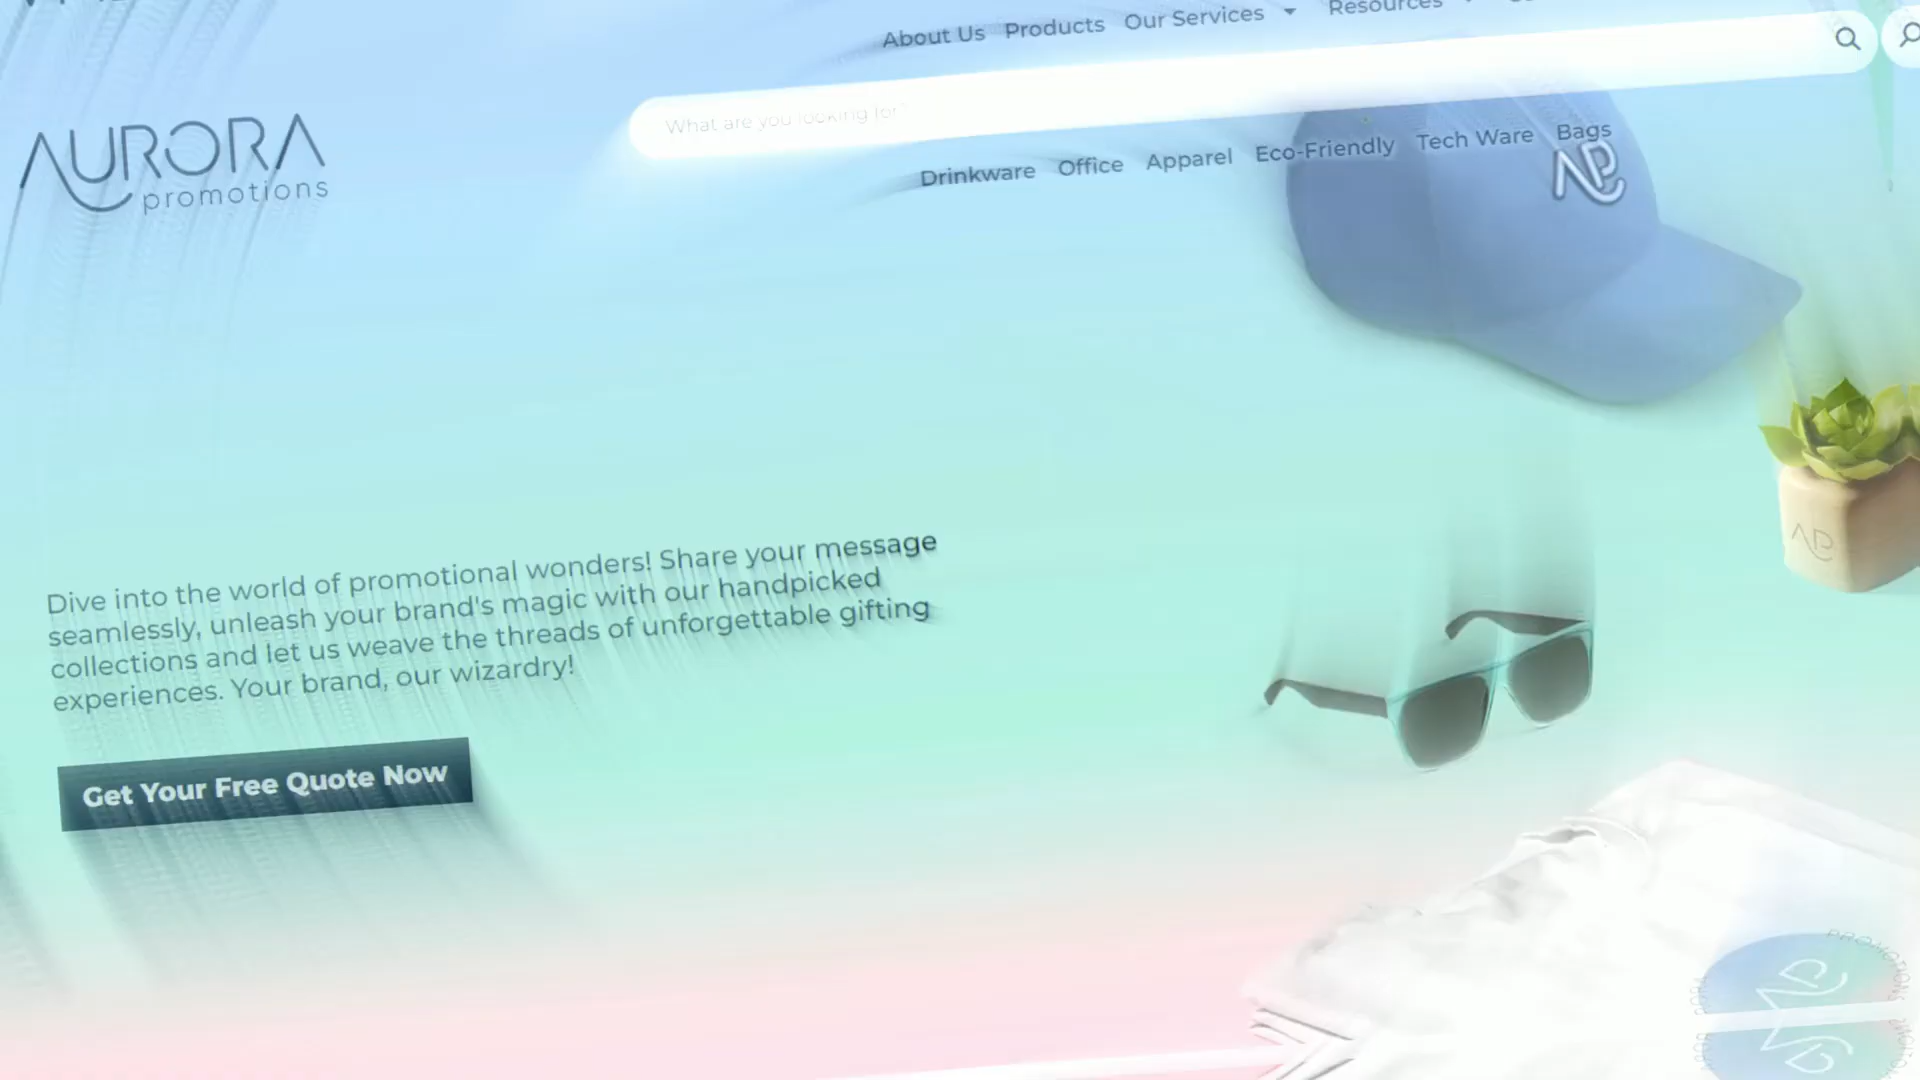 About Us Products Our Services Resources
What are you looking for
AURORA
promotions
Drinkware Office Apparel Eco-Friendly Tech Ware Bags
AP
Dive into the world of promotional wonders! Share your message
seamlessly, unleash your brand's magic with our handpicked
collections and let us weave the threads of unforgettable gifting
experiences. Your brand, our wizardry!
AP
Get Your Free Quote Now
PROMOTIONS